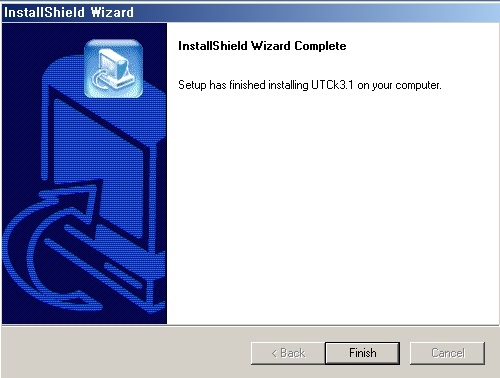 InstallShield Wizard
InstallShield Wizard Complete
Setup has finished installing UTCk3.1 on your computer.
< Back
Finish
Cancel